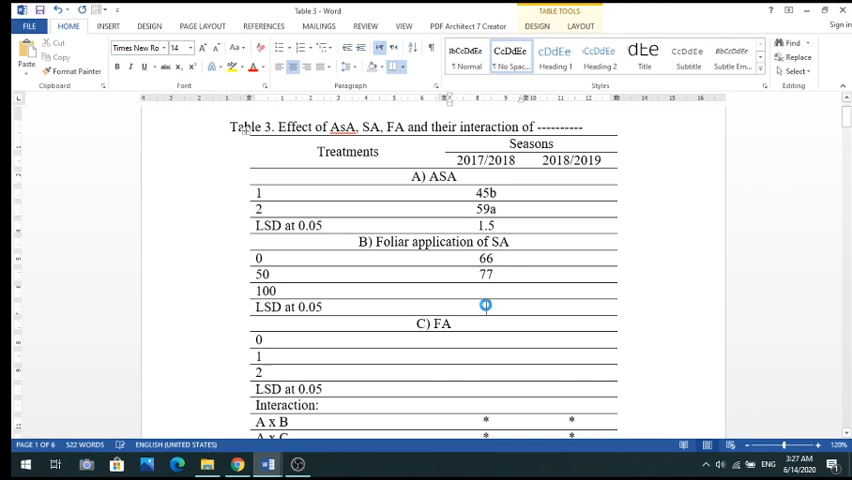 Table 3 - Word
TABLE TOOLS
Sign in
FILE HOME INSERT DESIGN PAGE LAYOUT REFERENCES MAILINGS REVIEW VIEW PDF Architect 7 Creator DESIGN LAYOUT
Paste
Cut
Copy
Format Painter
Times New Ro 14
¶ Normal
¶ No Spac...
Heading 1
Heading 2
Title
Subtitle
Subtle Em...
Find
Replace
Select
Clipboard Font Paragraph Styles Editing
Table 3. Effect of AsA, SA, FA and their interaction of ----------
Treatments
Seasons
2017/2018 2018/2019
A) ASA
1 45b
2 59a
LSD at 0.05 1.5
B) Foliar application of SA
0 66
50 77
100
LSD at 0.05
C) FA
0
1
2
LSD at 0.05
Interaction:
A x B * *
A x C * *
PAGE 1 OF 6 522 WORDS ENGLISH (UNITED STATES) 120%
ENG
3:27 AM
6/14/2020